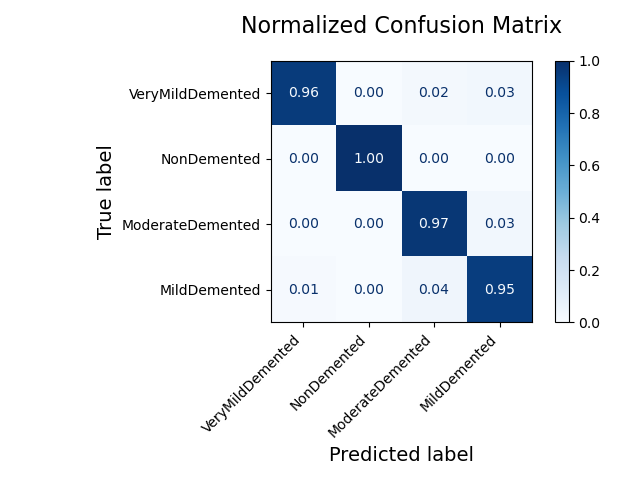 Normalized Confusion Matrix
True label
VeryMildDemented 0.96 0.00 0.02 0.03
NonDemented 0.00 1.00 0.00 0.00
ModerateDemented 0.00 0.00 0.97 0.03
MildDemented 0.01 0.00 0.04 0.95
VeryMildDemented NonDemented ModerateDemented MildDemented
Predicted label
1.0
0.8
0.6
0.4
0.2
0.0